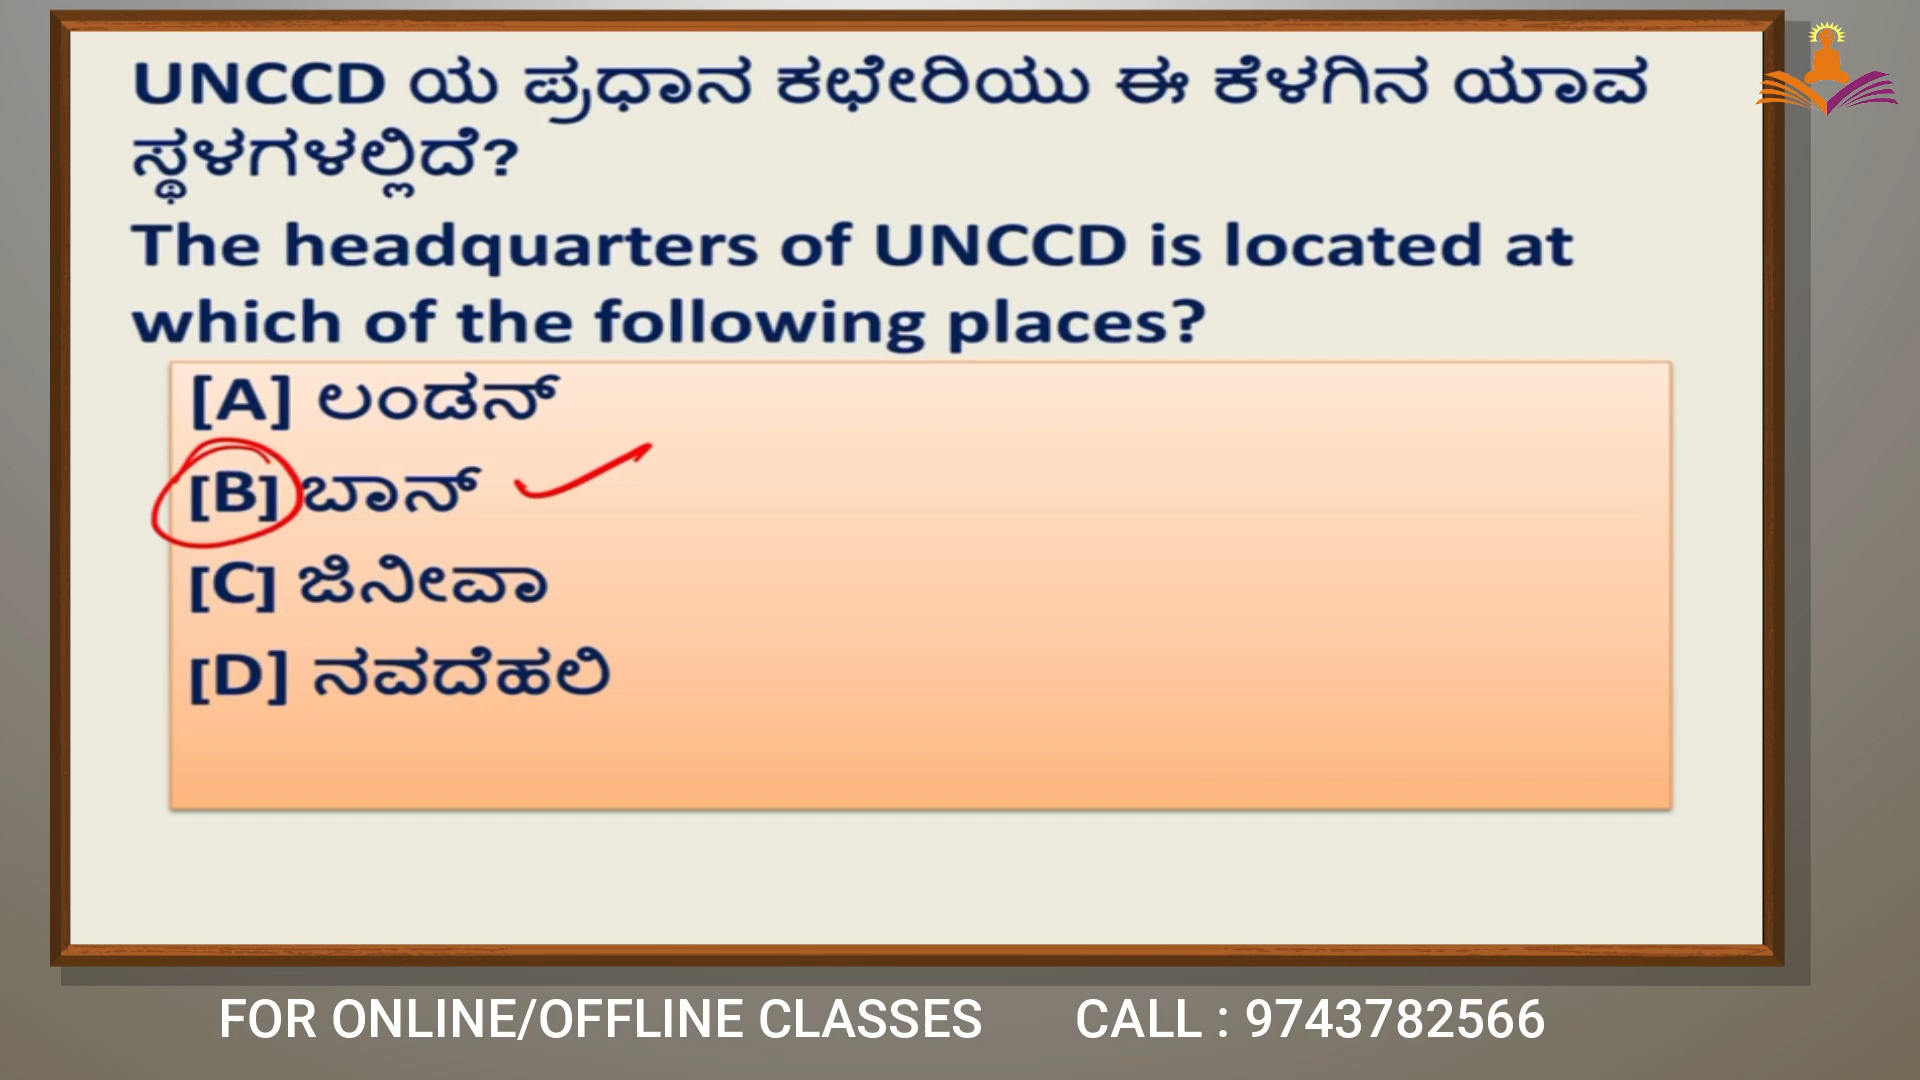 UNCCD ಯ ಪ್ರಧಾನ ಕಛೇರಿಯು ಈ ಕೆಳಗಿನ ಯಾವ
ಸ್ಥಳಗಳಲ್ಲಿದೆ?
The headquarters of UNCCD is located at
which of the following places?
[A] ಲಂಡನ್
[B] ಬಾನ್
[C] ಜಿನೀವಾ
[D] ನವದೆಹಲಿ
FOR ONLINE/OFFLINE CLASSES CALL : 9743782566